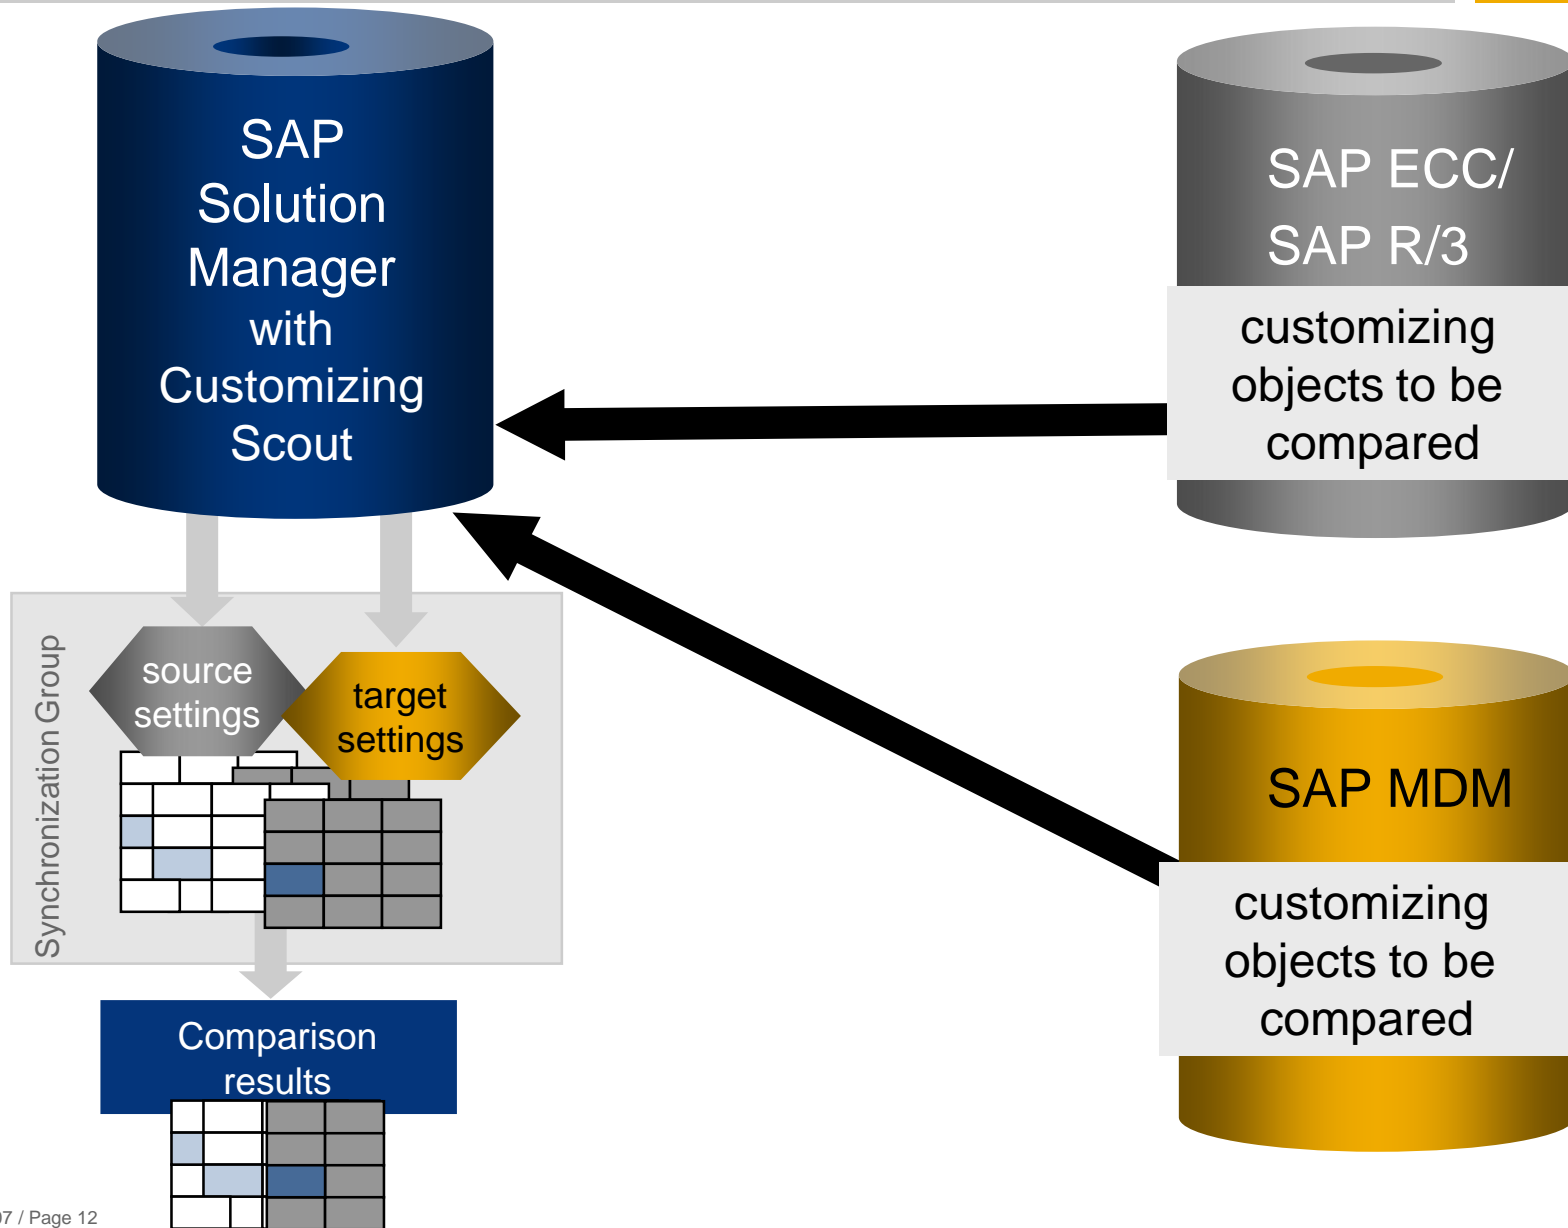 SAP
Solution
Manager
with
Customizing
Scout
SAP ECC/
SAP R/3
customizing
objects to be
compared
Synchronization Group
source
settings
target
settings
SAP MDM
customizing
objects to be
compared
Comparison
results
07 / Page 12